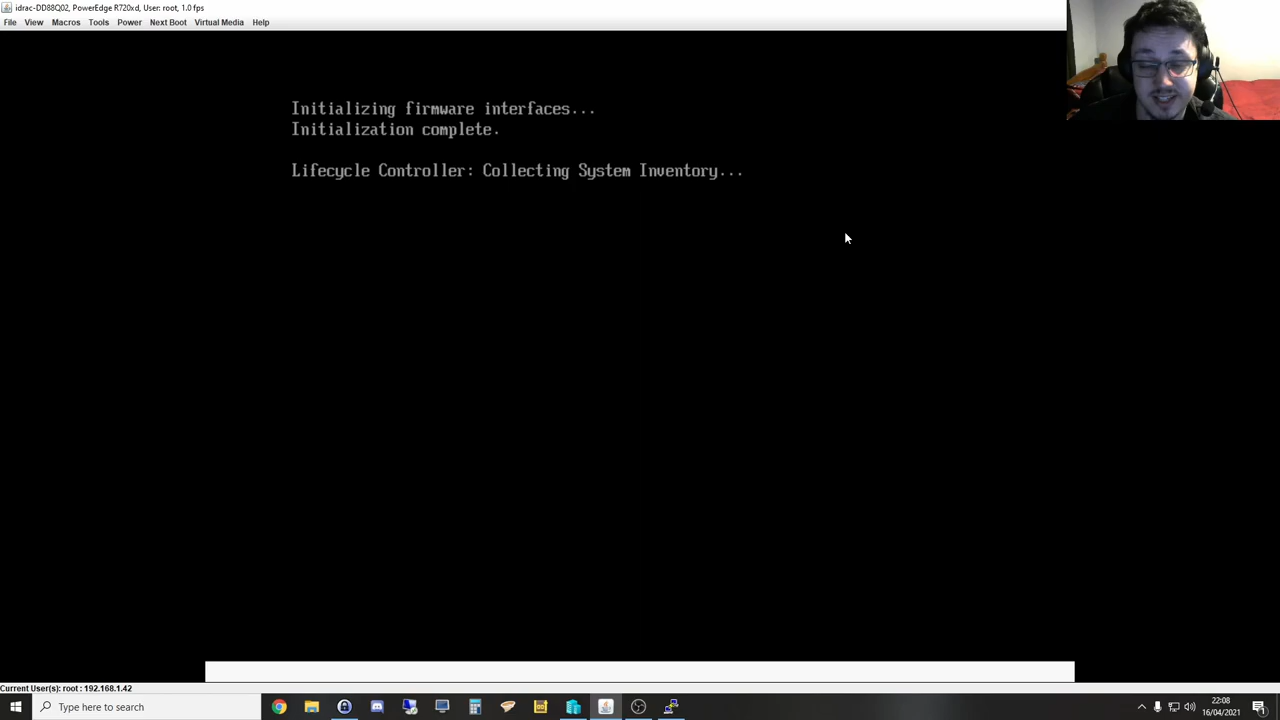 idrac-DD88Q02, PowerEdge R720xd, User: root, 1.0 fps
File View Macros Tools Power Next Boot Virtual Media Help
Initializing firmware interfaces...
Initialization complete.
Lifecycle Controller: Collecting System Inventory...
Current User(s): root : 192.168.1.42
Type here to search
22:08
16/04/2021
1